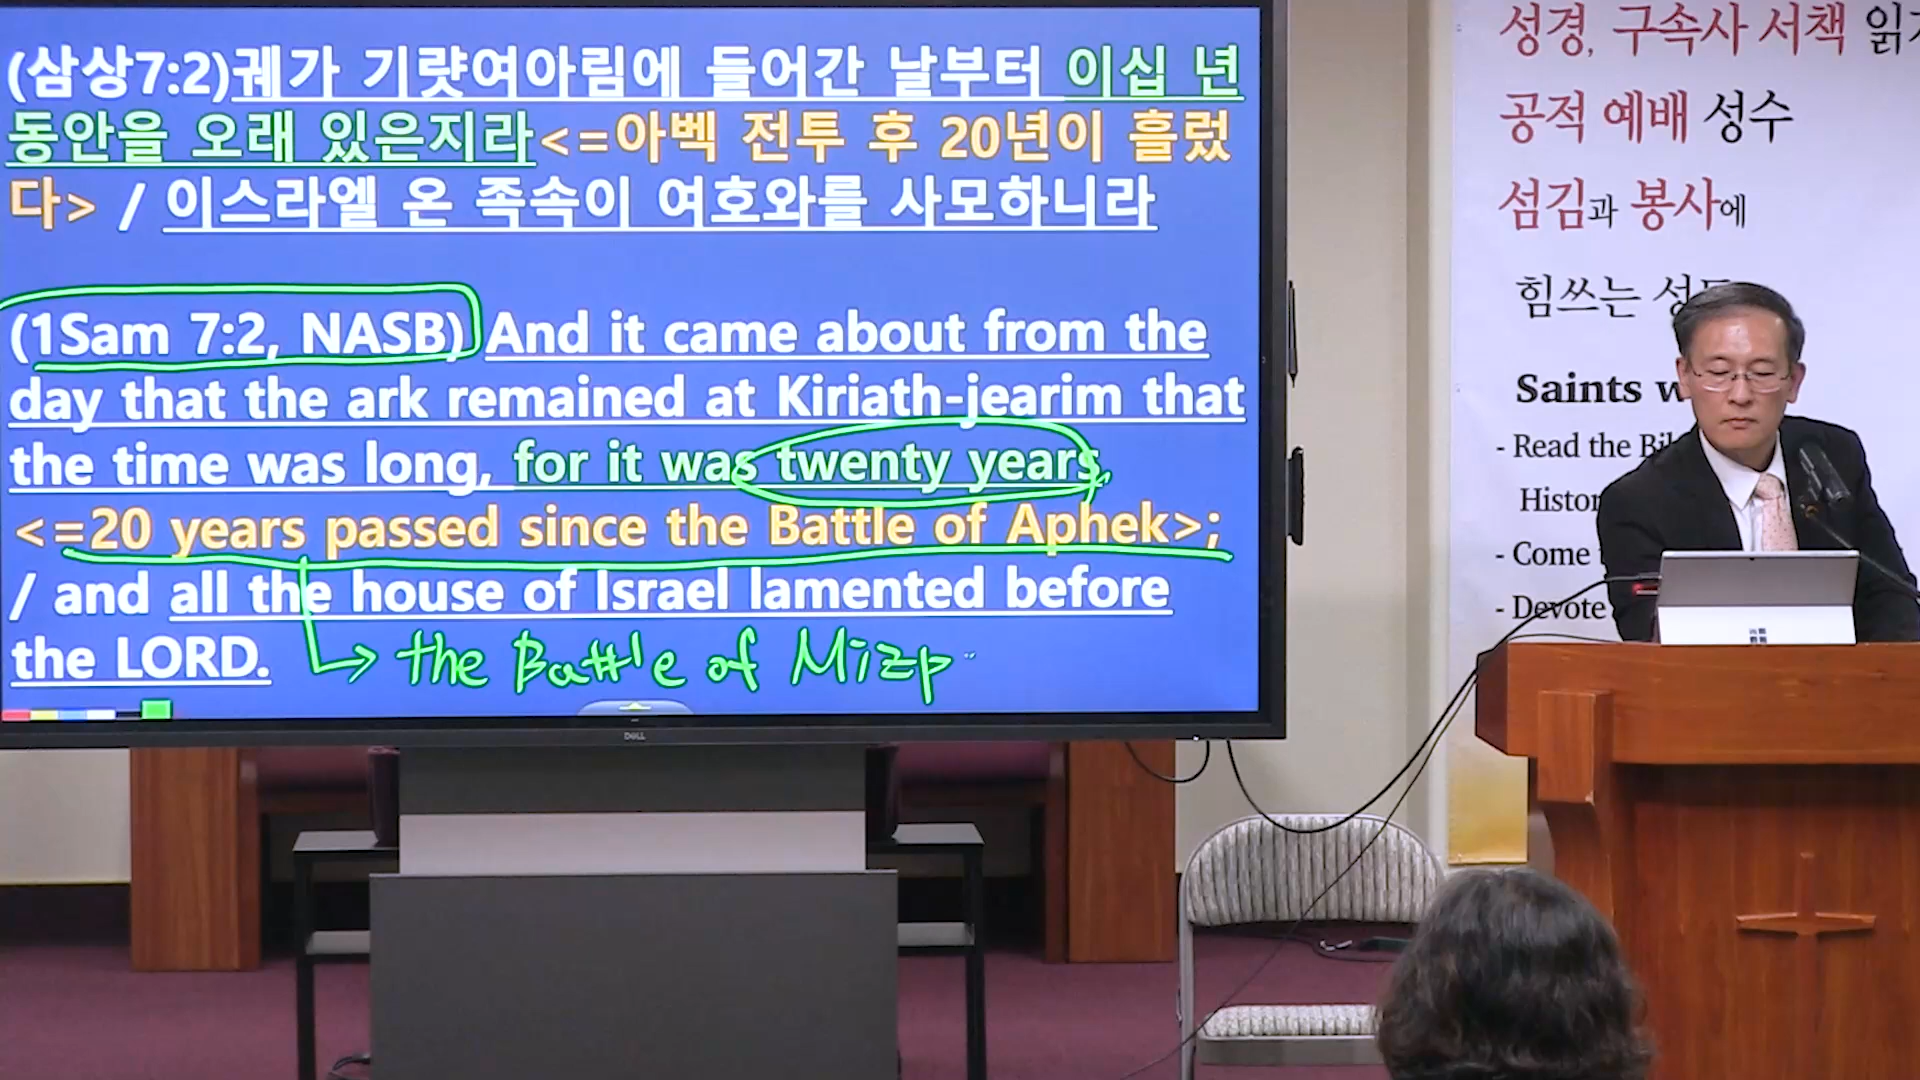 (삼상7:2)궤가 기럇여아림에 들어간 날부터 이십 년
동안을 오래 있은지라<=아벡 전투 후 20년이 흘렀
다> / 이스라엘 온 족속이 여호와를 사모하니라
(1Sam 7:2, NASB) And it came about from the
day that the ark remained at Kiriath-jearim that
the time was long, for it was twenty years
<=20 years passed since the Battle of Aphek>;
/ and all the house of Israel lamented before
the LORD.
the Battle of Mizp
DELL
성경, 구속사 서책
공적 예배 성수
섬김과 봉사에
힘쓰는
Saints
- Read the
- Come
- Devote